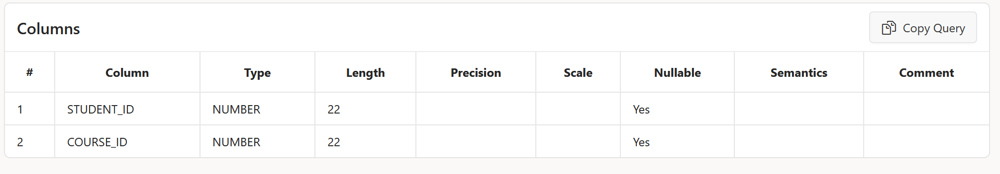 Columns
Copy Query
# Column Type Length Precision Scale Nullable Semantics Comment
1 STUDENT_ID NUMBER 22 Yes
2 COURSE_ID NUMBER 22 Yes